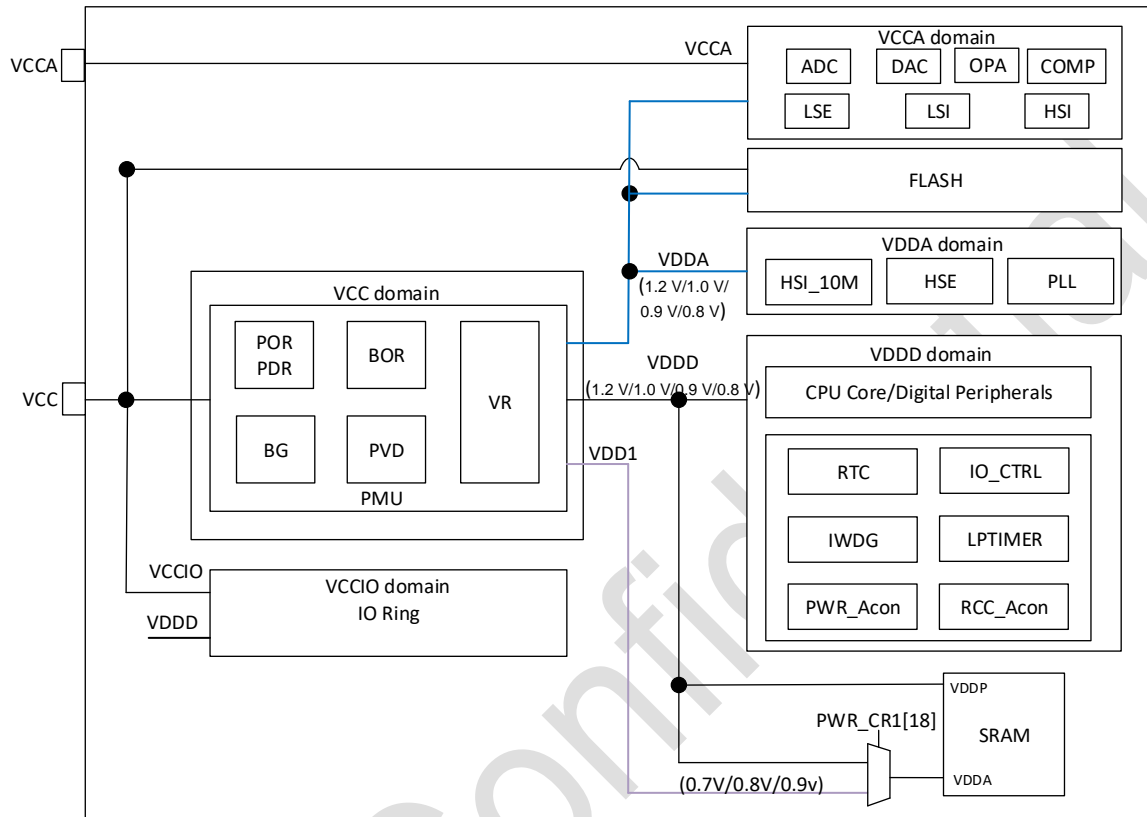 VCCA domain
VCCA
VCCA
ADC
DAC
OPA
COMP
LSE
LSI
HSI
FLASH
VDDA domain
VDDA
(1.2 V/1.0 V/
0.9 V/0.8 V)
HSI_10M
HSE
PLL
VCC domain
POR
PDR
BOR
VR
BG
PVD
PMU
VCC
VDDD
(1.2 V/1.0 V/0.9 V/0.8 V)
VDD1
VDDD domain
CPU Core/Digital Peripherals
RTC
IO_CTRL
IWDG
LPTIMER
PWR_Acon
RCC_Acon
VCCIO
VDDD
VCCIO domain
IO Ring
PWR_CR1[18]
VDDP
SRAM
VDDA
(0.7V/0.8V/0.9v)